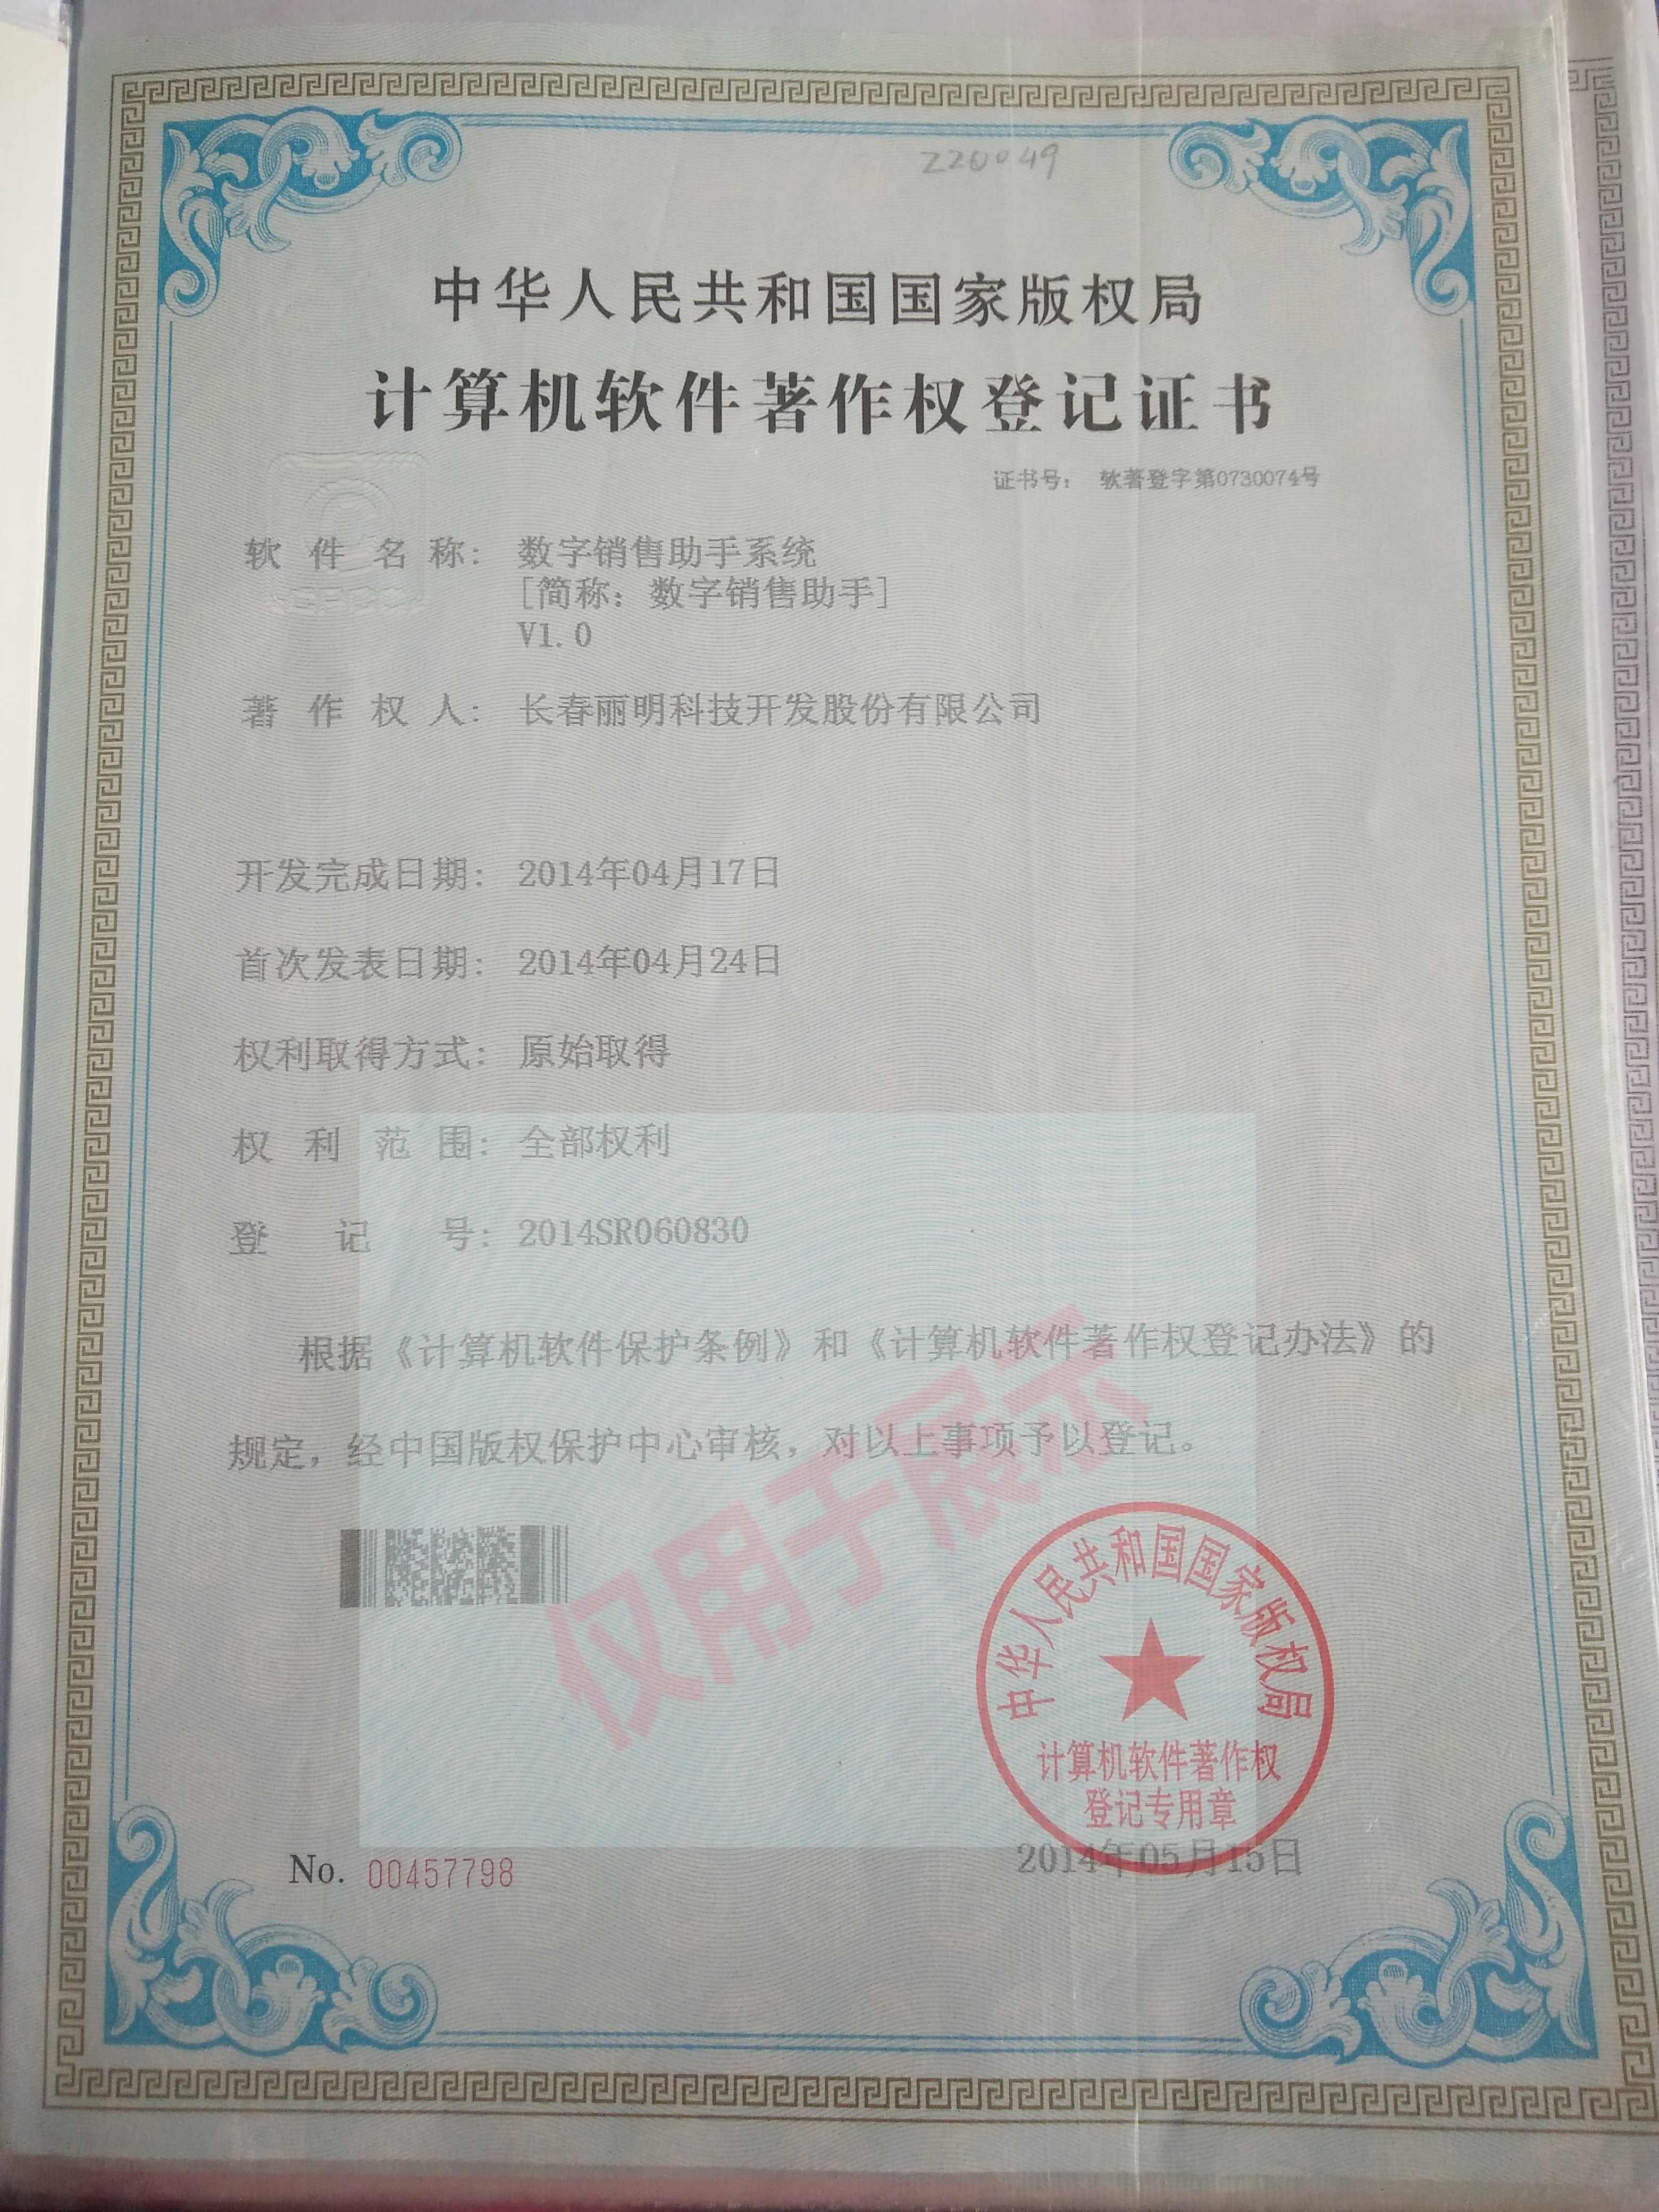 220049
中华人民共和国国家版权局
计算机软件著作权登记证书
证书号： 软著登字第0730074号
软件名称： 数字销售助手系统
[简称：数字销售助手]
V1.0
著作权人： 长春丽明科技开发股份有限公司
开发完成日期： 2014年04月17日
首次发表日期： 2014年04月24日
权利取得方式： 原始取得
权利范围： 全部权利
登记号： 2014SR060830
根据《计算机软件保护条例》和《计算机软件著作权登记办法》的
规定，经中国版权保护中心审核，对以上事项予以登记。
仅用于展示
中华人民共和国国家版权局
计算机软件著作权
登记专用章
No. 00457798
2014年05月15日